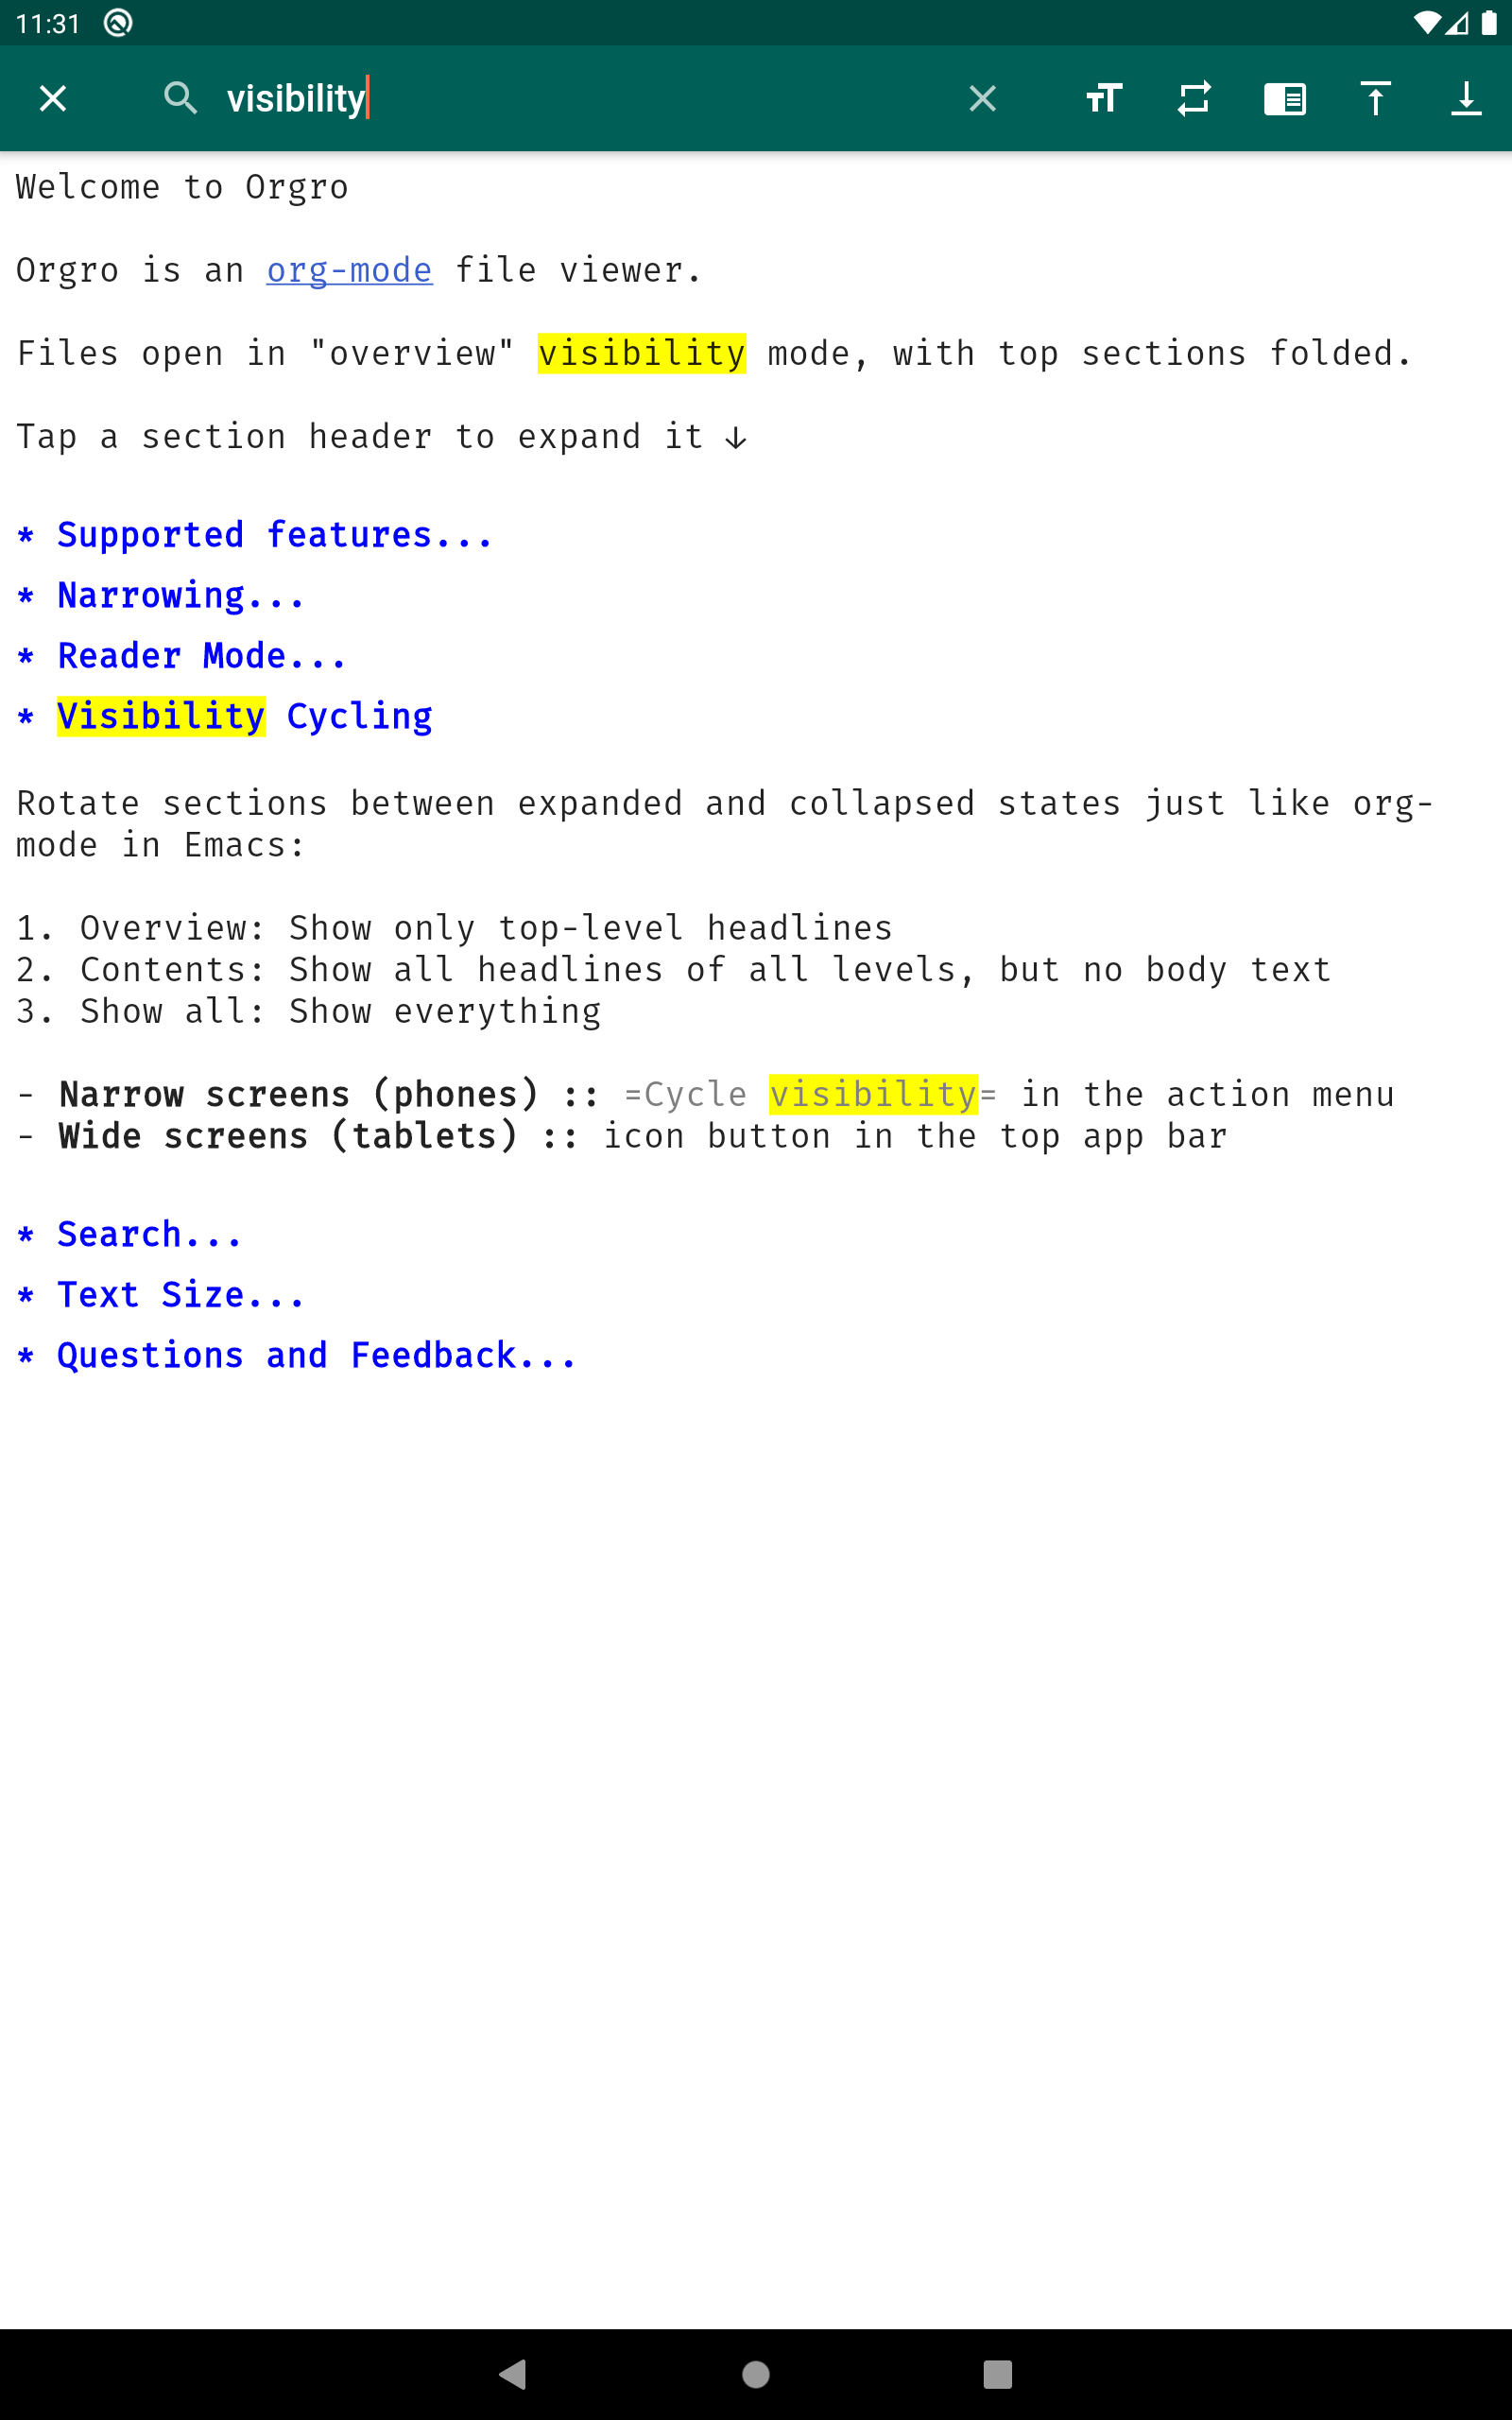 11:31
visibility
Welcome to Orgro
Orgro is an org-mode file viewer.
Files open in "overview" visibility mode, with top sections folded.
Tap a section header to expand it ↓
* Supported features...
* Narrowing...
* Reader Mode...
* Visibility Cycling
Rotate sections between expanded and collapsed states just like org-
mode in Emacs:
1. Overview: Show only top-level headlines
2. Contents: Show all headlines of all levels, but no body text
3. Show all: Show everything
- Narrow screens (phones) :: =Cycle visibility= in the action menu
- Wide screens (tablets) :: icon button in the top app bar
* Search...
* Text Size...
* Questions and Feedback...